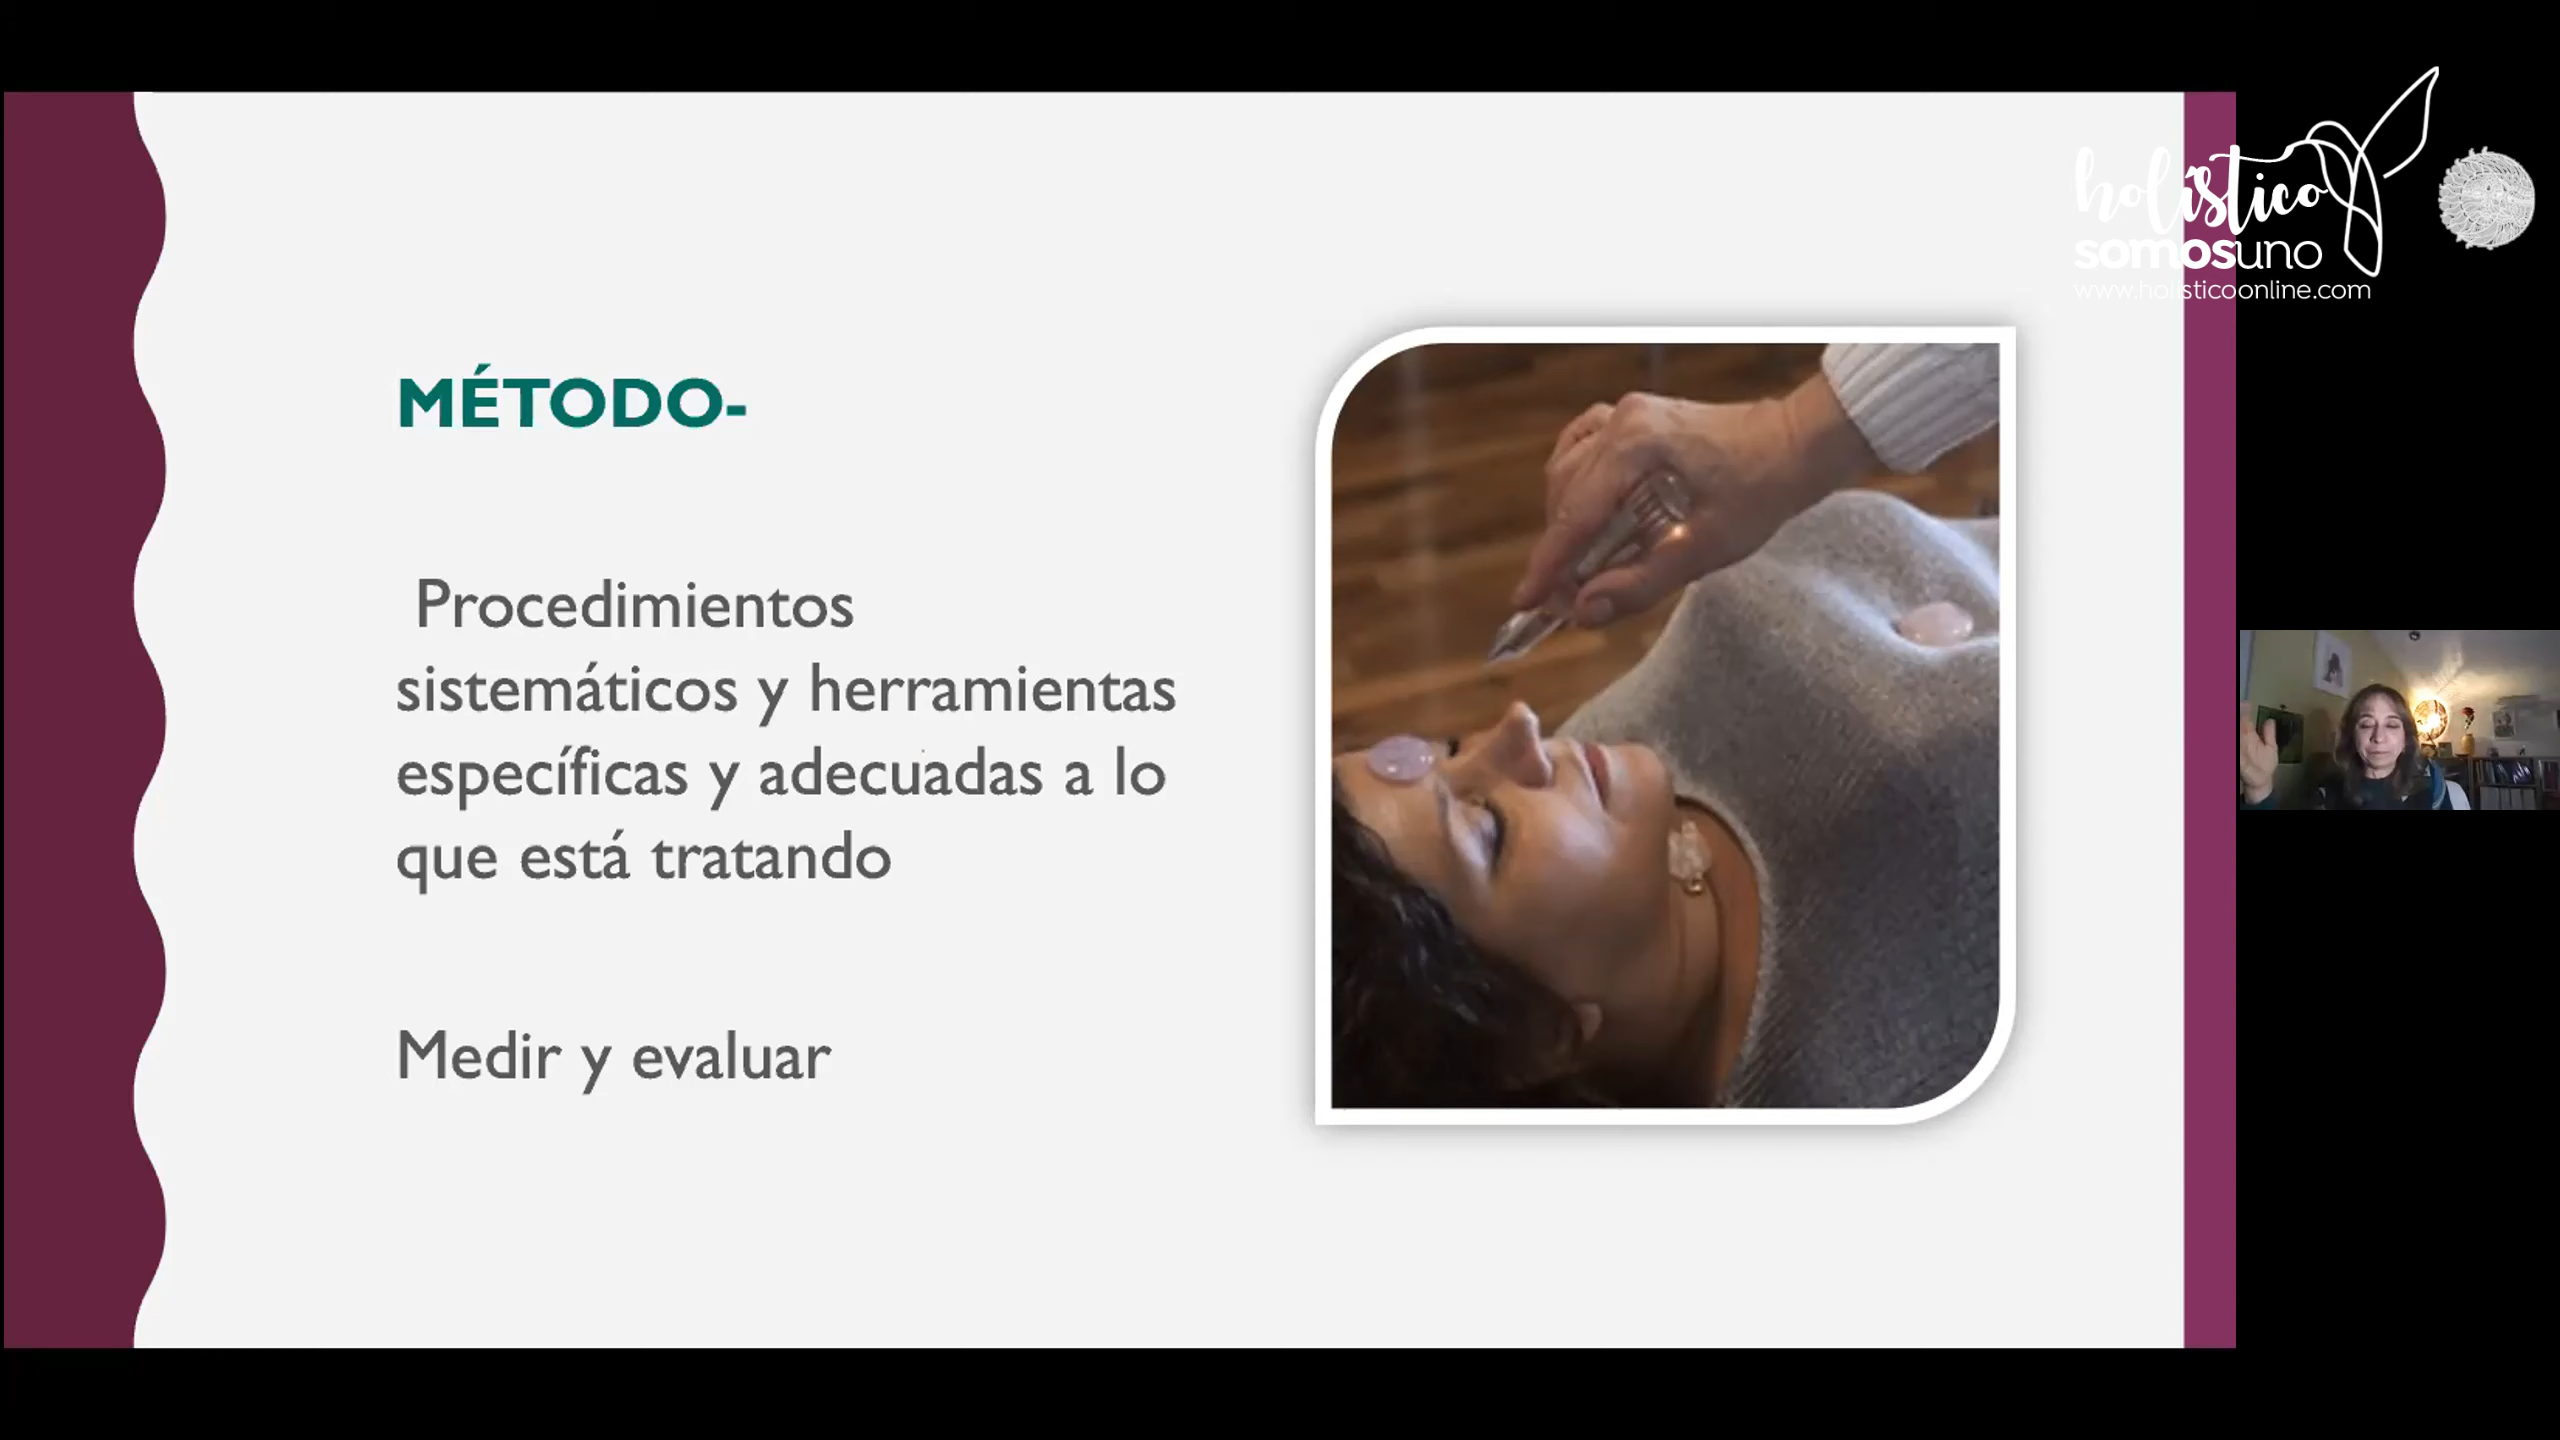 holístico
somosuno
www.holisticoonline.com
MÉTODO-
Procedimientos
sistemáticos y herramientas
específicas y adecuadas a lo
que está tratando
Medir y evaluar